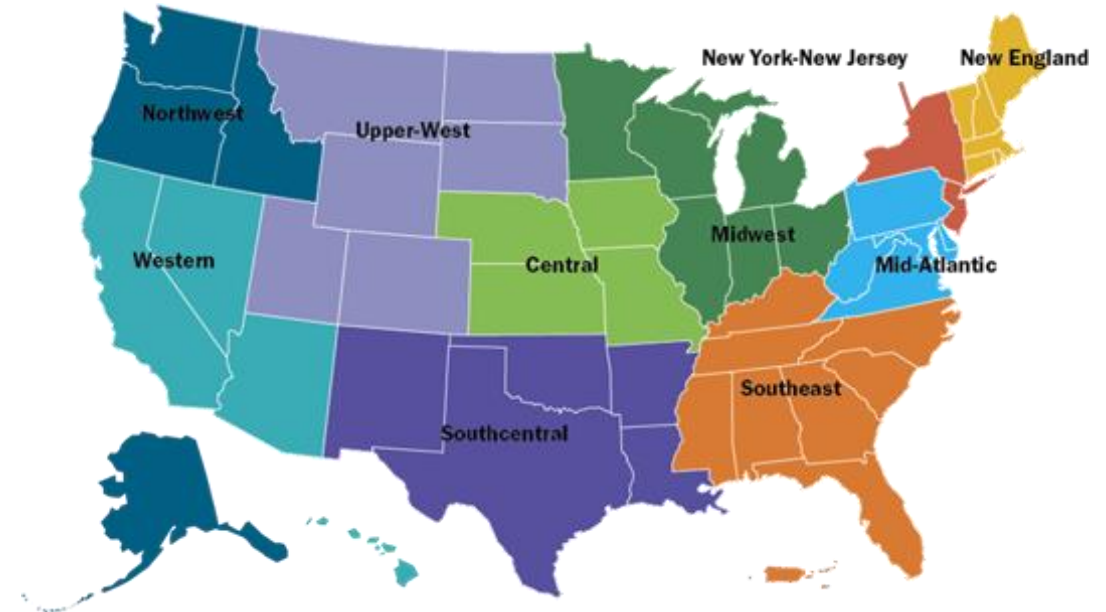 New York-New Jersey
New England
Northwest
Upper-West
Midwest
Western
Central
Mid-Atlantic
Southeast
Southcentral